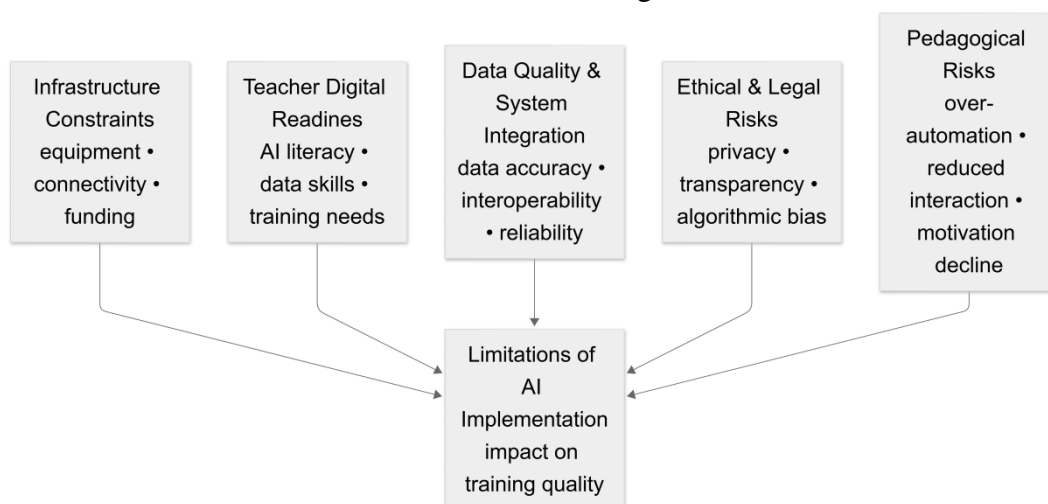 Infrastructure
Constraints
equipment •
connectivity •
funding
Teacher Digital
Readines
AI literacy •
data skills •
training needs
Data Quality &
System
Integration
data accuracy •
interoperability
• reliability
Ethical & Legal
Risks
privacy •
transparency •
algorithmic bias
Pedagogical
Risks
over-
automation •
reduced
interaction •
motivation
decline
Limitations of
AI
Implementation
impact on
training quality